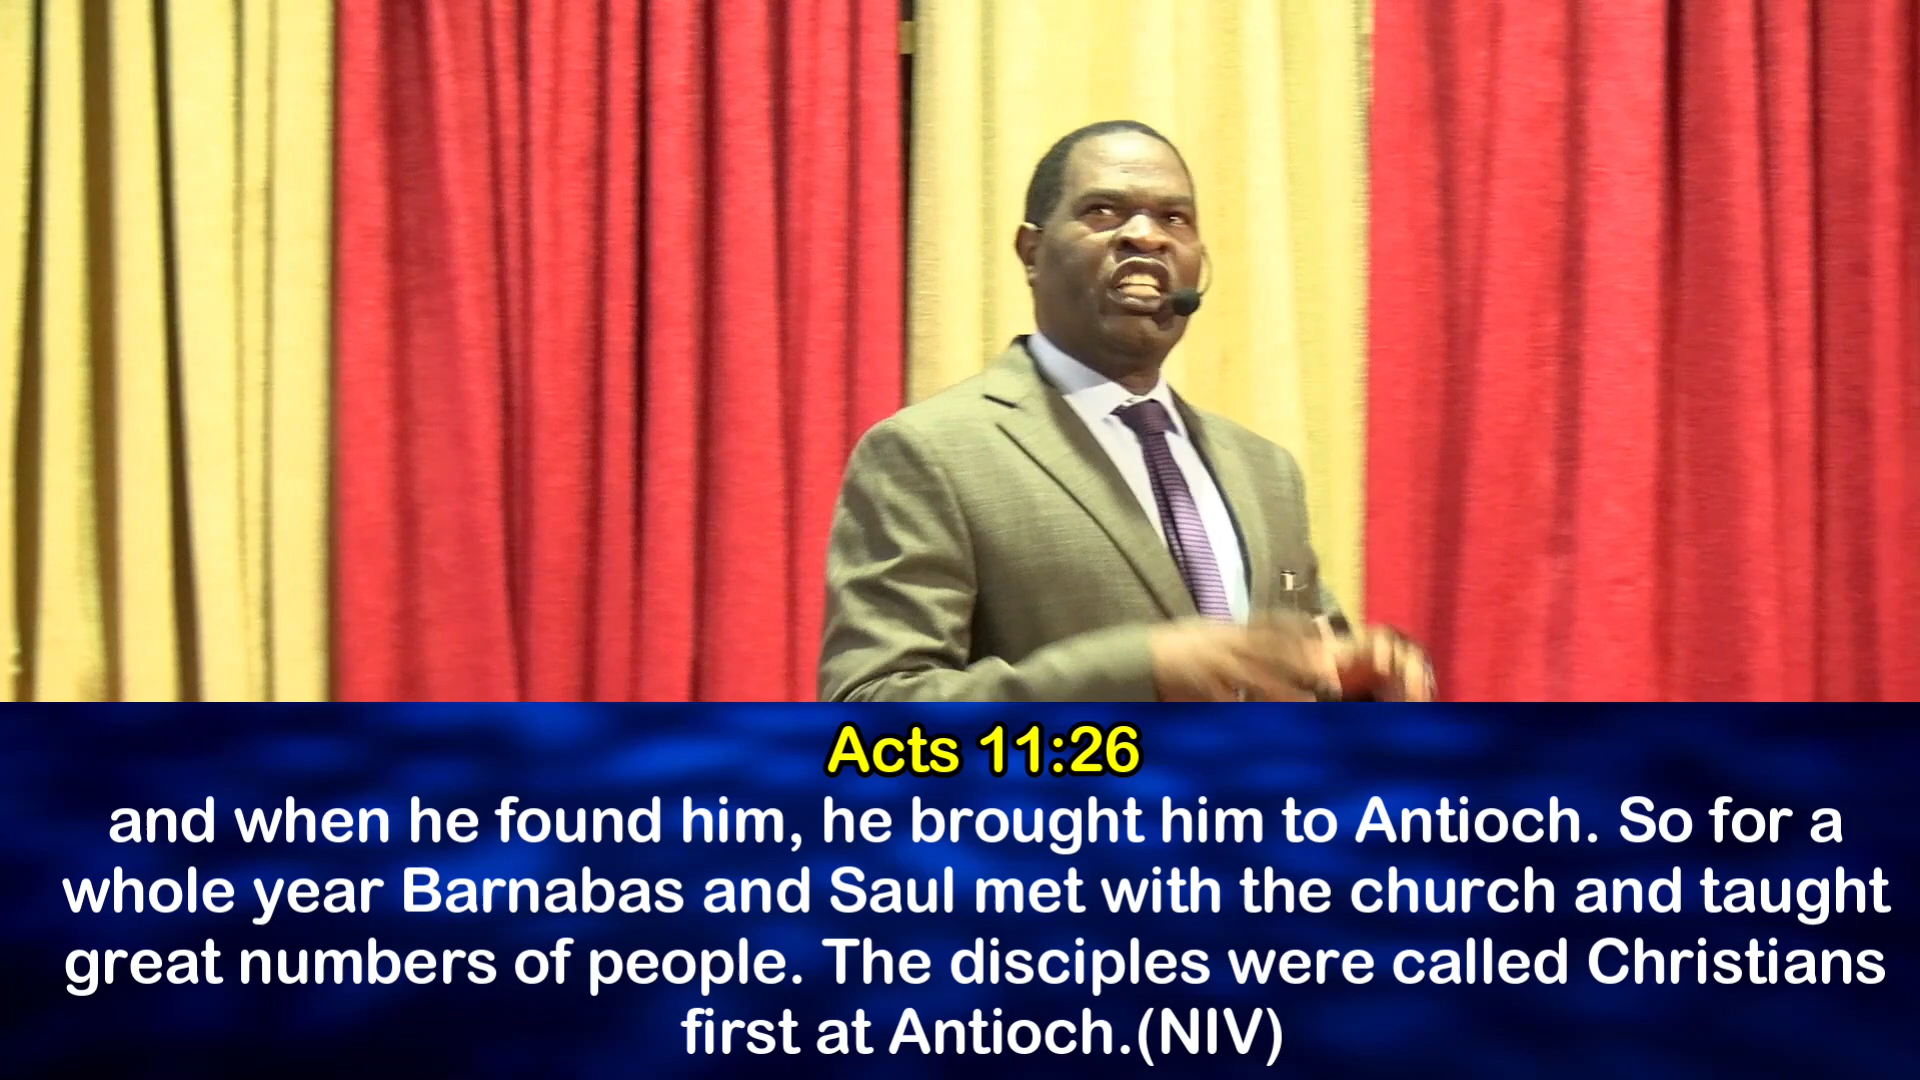 Acts 11:26
and when he found him, he brought him to Antioch. So for a
whole year Barnabas and Saul met with the church and taught
great numbers of people. The disciples were called Christians
first at Antioch.(NIV)